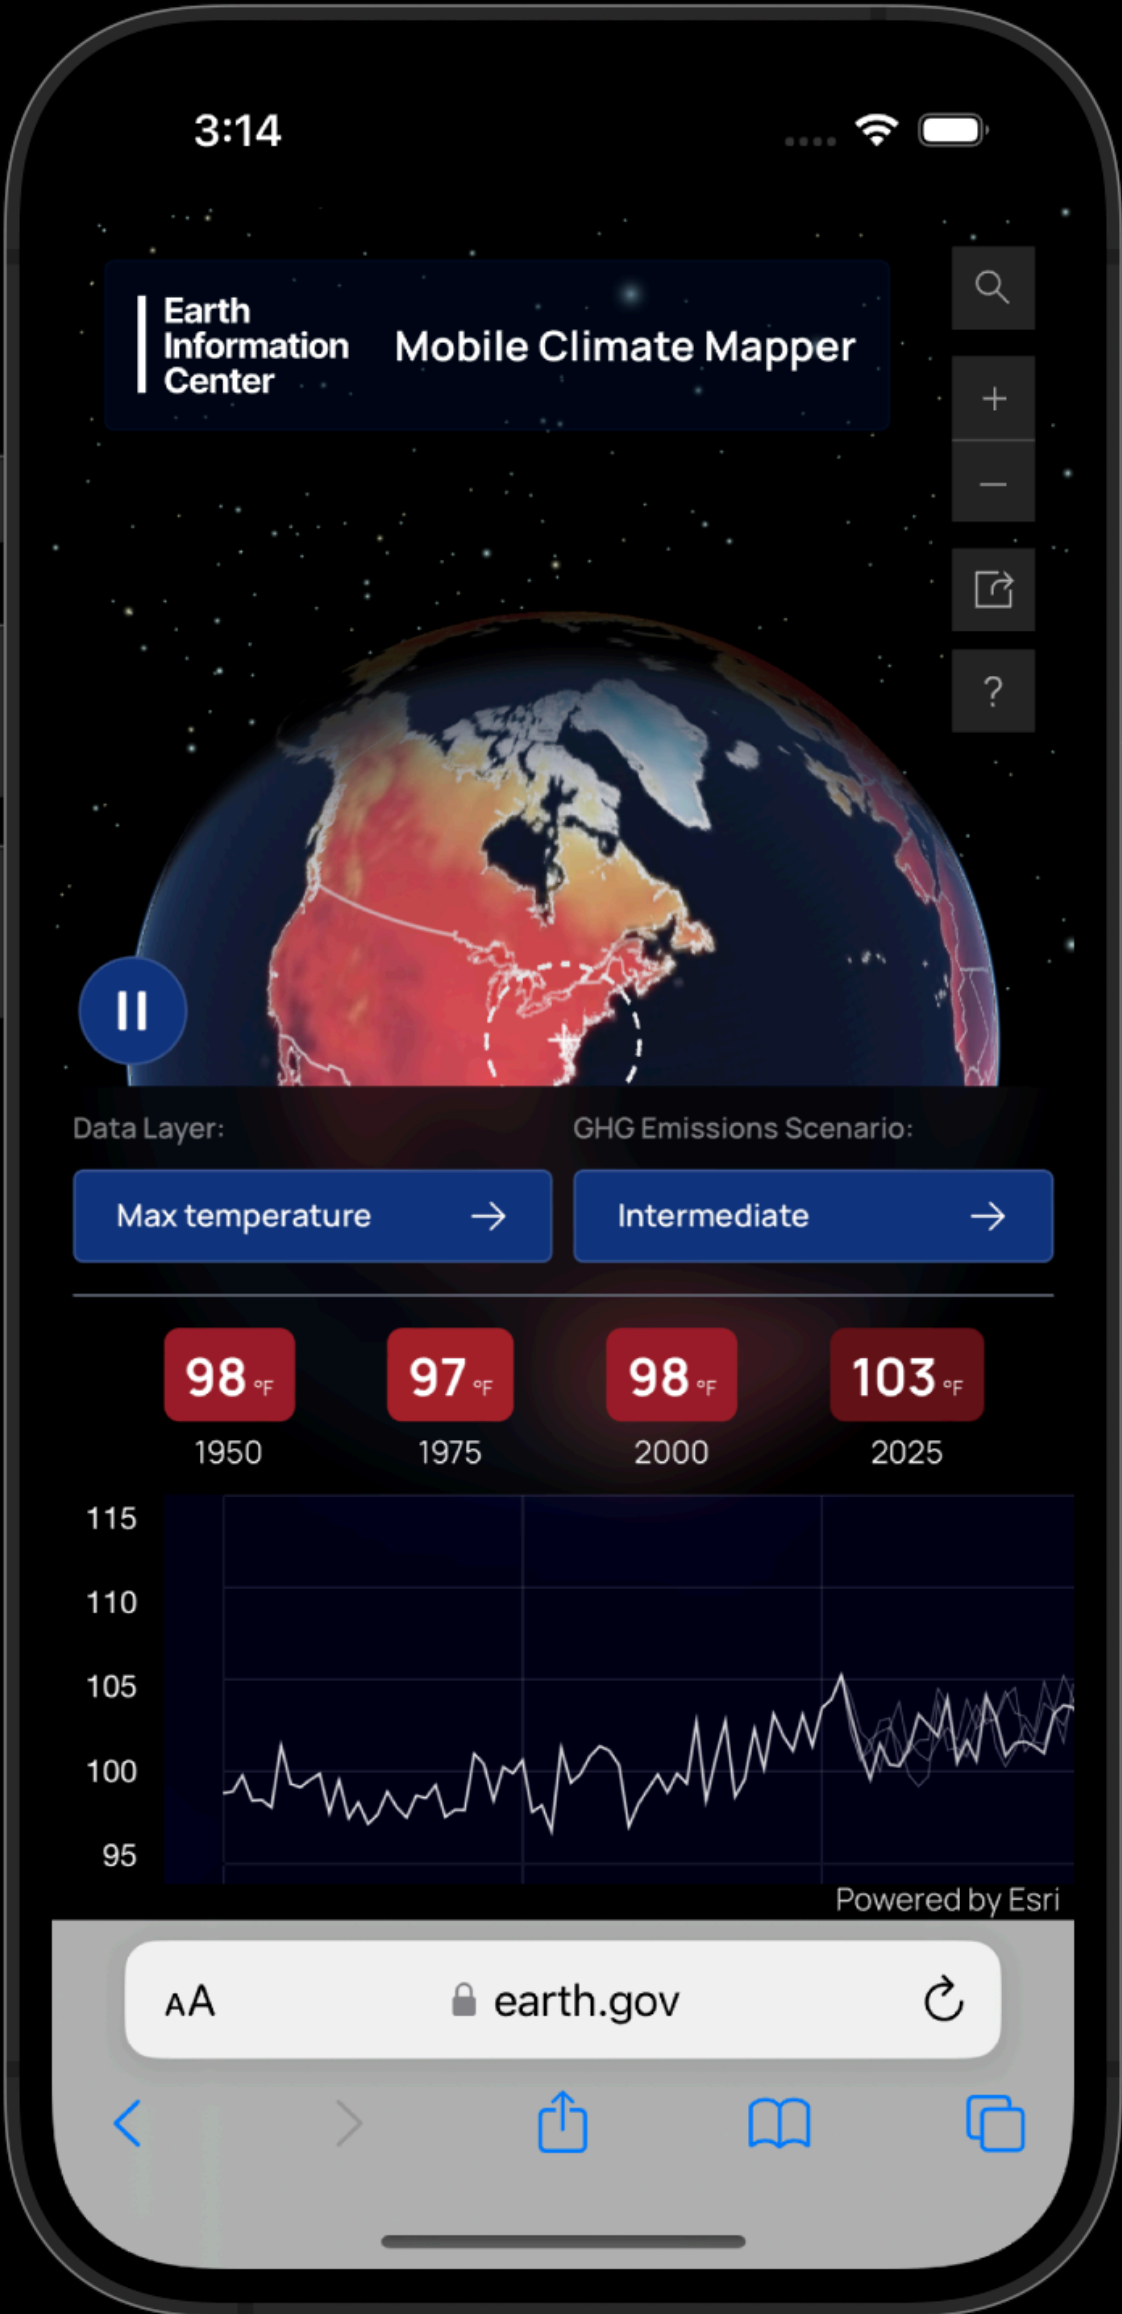 3:14
Earth
Information
Center
Mobile Climate Mapper
?
Data Layer:
GHG Emissions Scenario:
Max temperature
Intermediate
98 °F
97 °F
98 °F
103 °F
1950
1975
2000
2025
115
110
105
100
95
Powered by Esri
AA
earth.gov